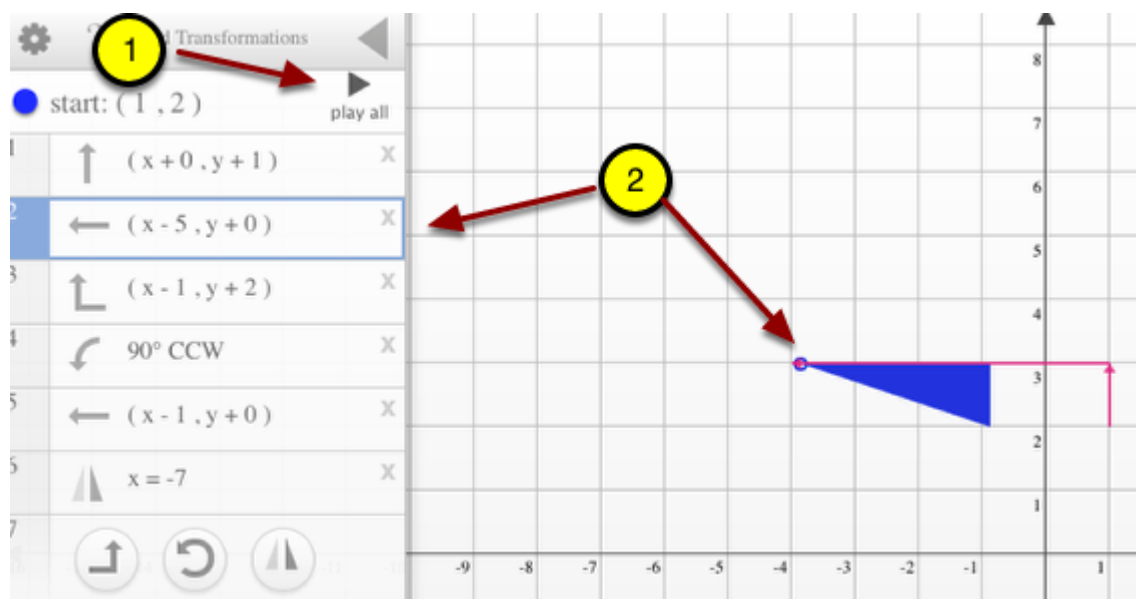 1
Transformations
start: ( 1 , 2 )
play all
1
( x + 0 , y + 1 )
x
2
( x - 5 , y + 0 )
x
3
( x - 1 , y + 2 )
x
4
90° CCW
x
5
( x - 1 , y + 0 )
x
6
x = -7
x
7
2
8
7
6
5
4
3
2
1
-9 -8 -7 -6 -5 -4 -3 -2 -1 1